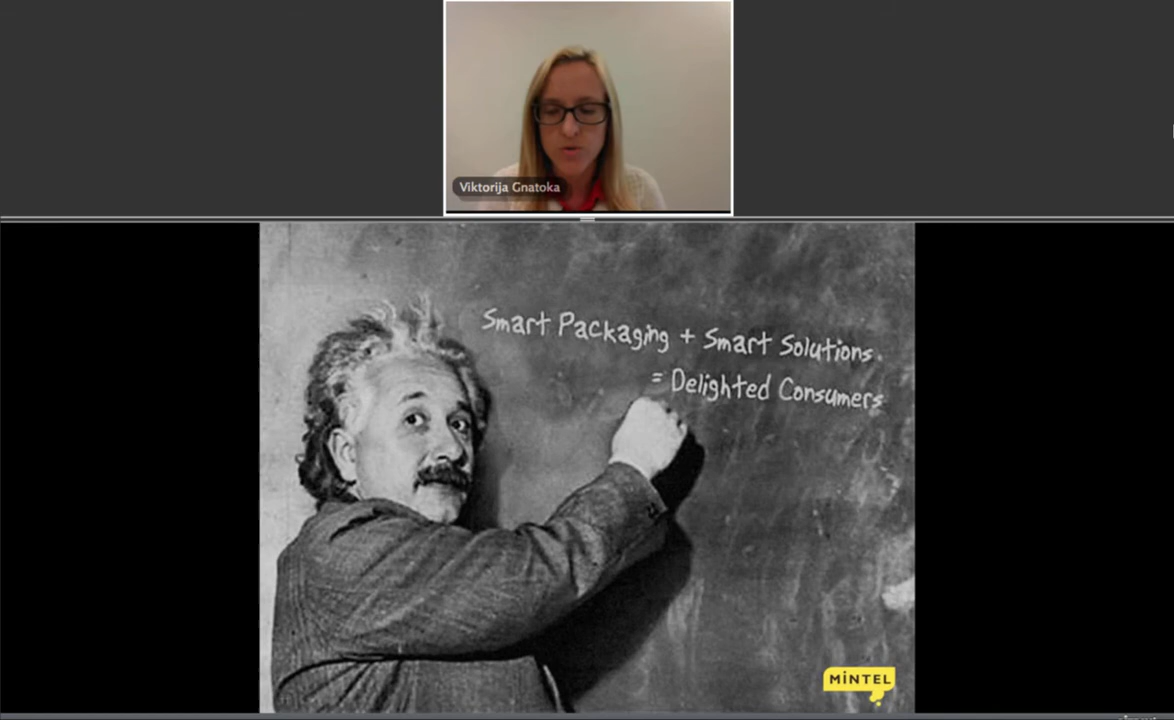 Viktorija Gnatoka
Smart Packaging + Smart Solutions
= Delighted Consumers
MiNTEL